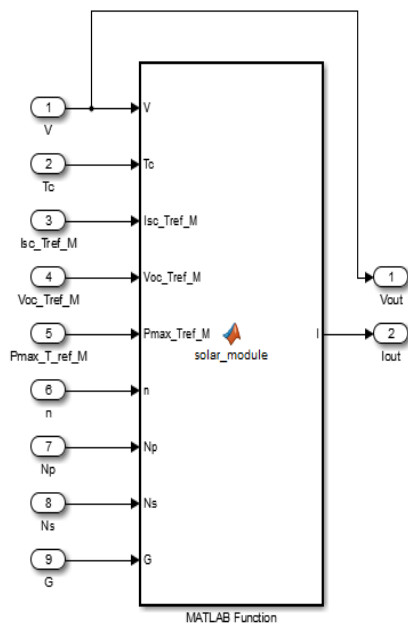 1
V
V
2
Tc
Tc
3
Isc_Tref_M
Isc_Tref_M
4
Voc_Tref_M
Voc_Tref_M
1
Vout
5
Pmax_T_ref_M
Pmax_Tref_M
solar_module
I
2
Iout
6
n
n
7
Np
Np
8
Ns
Ns
9
G
G
MATLAB Function